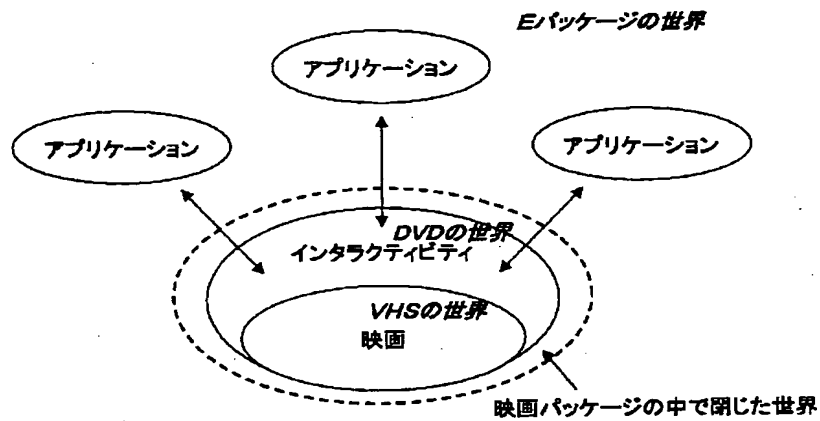 Eパッケージの世界
アプリケーション
アプリケーション
アプリケーション
DVDの世界
インタラクティビティ
VHSの世界
映画
映画パッケージの中で閉じた世界